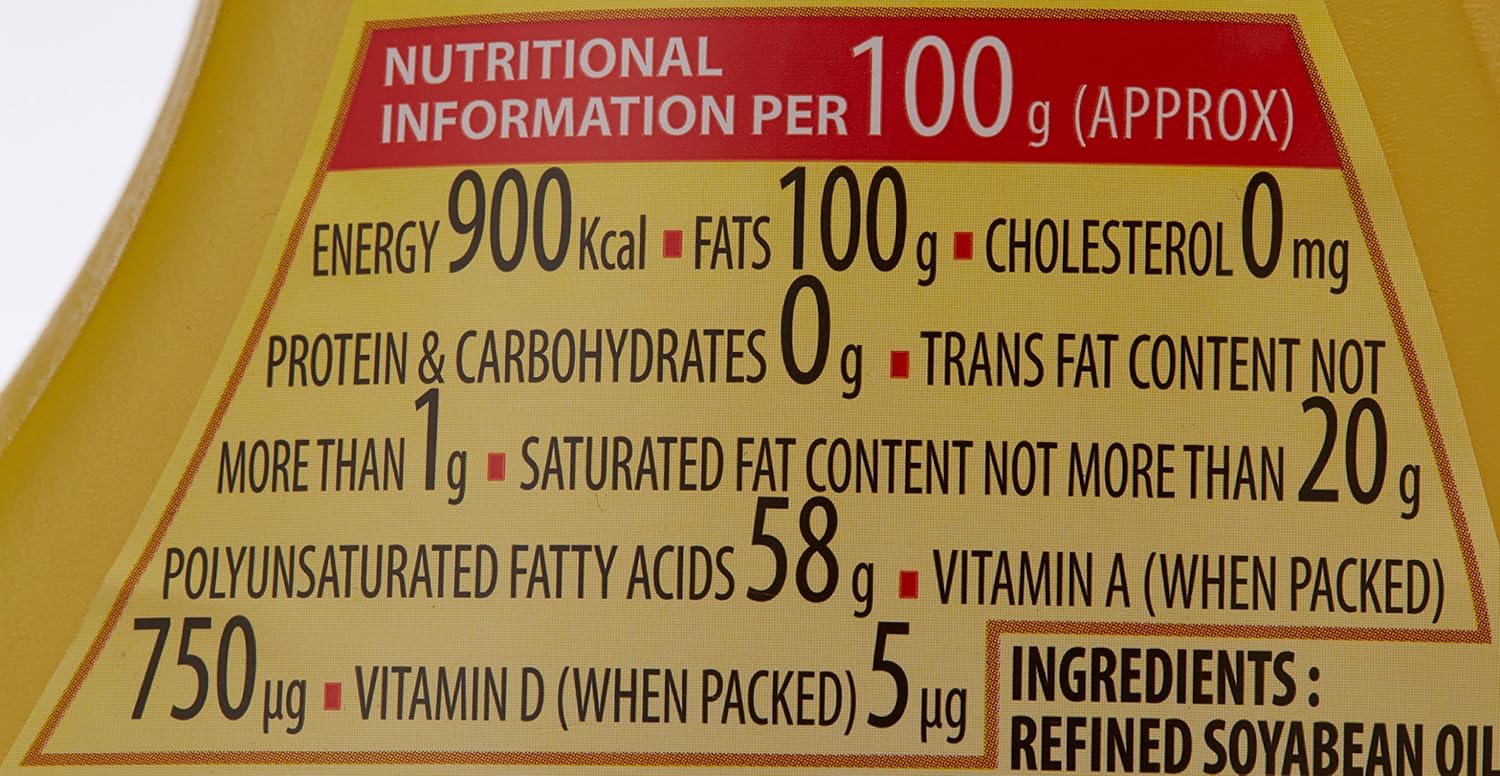 NUTRITIONAL
INFORMATION PER 100 g (APPROX)
ENERGY 900 Kcal ▪ FATS 100 g ▪ CHOLESTEROL 0 mg
PROTEIN & CARBOHYDRATES 0 g ▪ TRANS FAT CONTENT NOT
MORE THAN 1 g ▪ SATURATED FAT CONTENT NOT MORE THAN 20 g
POLYUNSATURATED FATTY ACIDS 58 g ▪ VITAMIN A (WHEN PACKED)
750 µg ▪ VITAMIN D (WHEN PACKED) 5 µg
INGREDIENTS :
REFINED SOYABEAN OIL